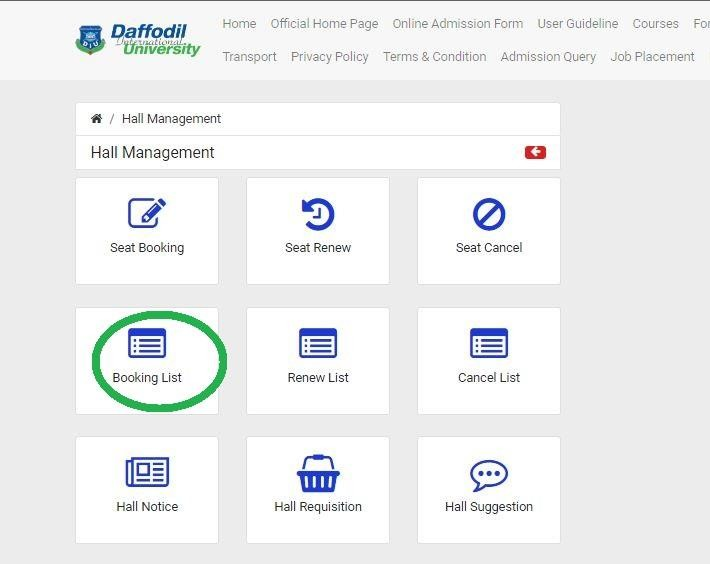 Daffodil
International
University
DIU
Home Official Home Page Online Admission Form User Guideline Courses
Transport Privacy Policy Terms & Condition Admission Query Job Placement
/ Hall Management
Hall Management
Seat Booking Seat Renew Seat Cancel
Booking List Renew List Cancel List
Hall Notice Hall Requisition Hall Suggestion